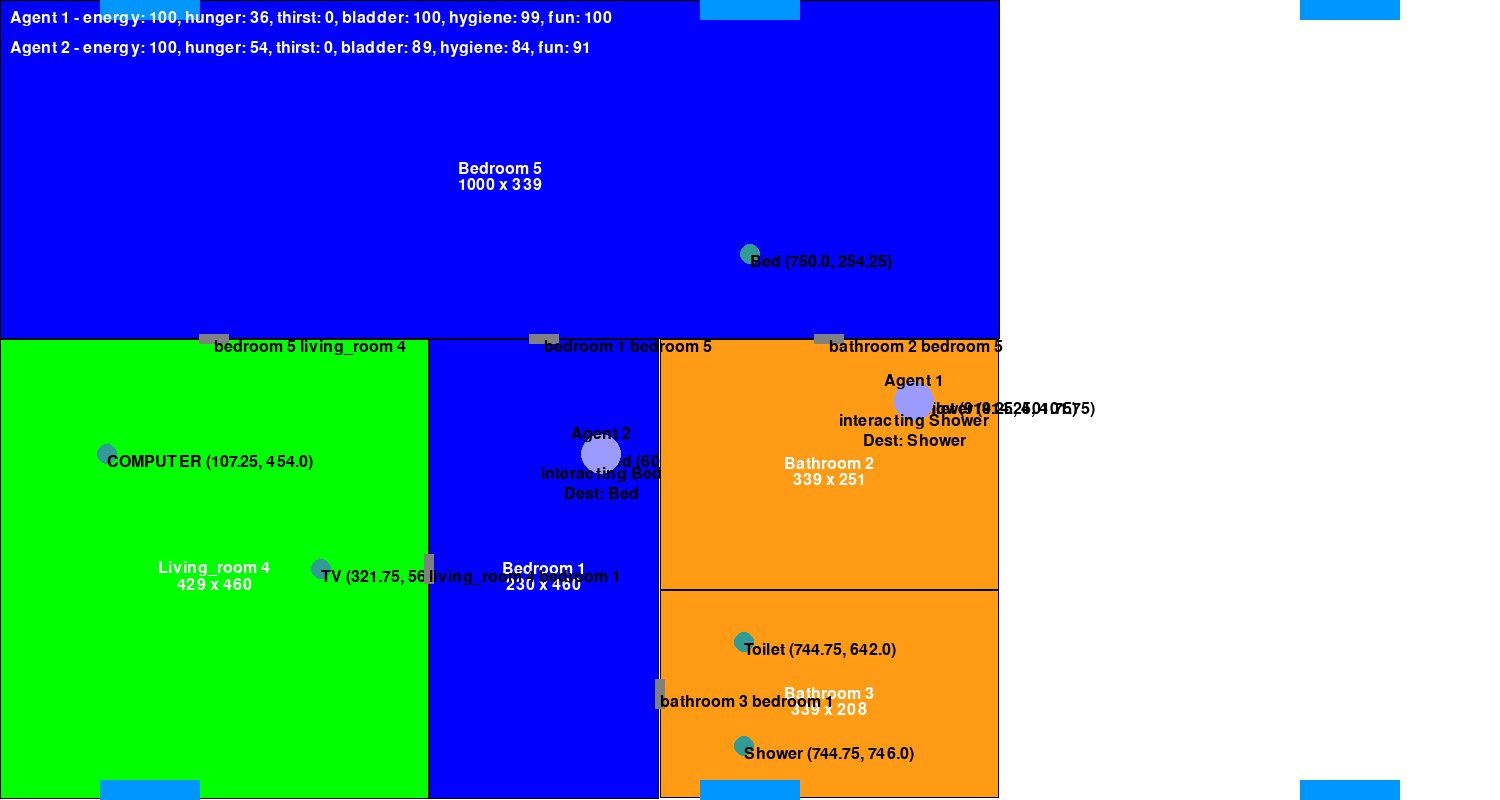 Agent 1 - energy: 100, hunger: 36, thirst: 0, bladder: 100, hygiene: 99, fun: 100
Agent 2 - energy: 100, hunger: 54, thirst: 0, bladder: 89, hygiene: 84, fun: 91
Bedroom 5
1000 x 339
Bed (750.0, 254.25)
bedroom 5 living_room 4
bedroom 1 bedroom 5
bathroom 2 bedroom 5
Agent 1
interacting Shower
Dest: Shower
Agent 2
interacting Bed
Dest: Bed
COMPUTER (107.25, 454.0)
Bathroom 2
339 x 251
Living_room 4
429 x 460
TV (321.75, 56
living_room 4 bedroom 1
Bedroom 1
230 x 460
Toilet (744.75, 642.0)
Bathroom 3
339 x 208
bathroom 3 bedroom 1
Shower (744.75, 746.0)